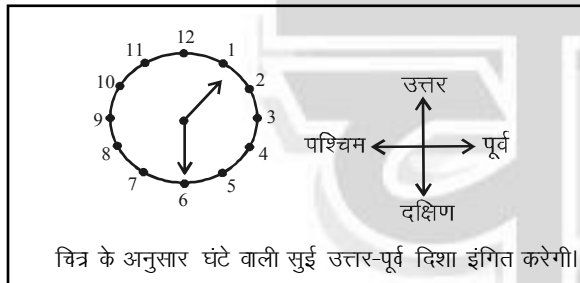 12
11 1
10 2
9 3
8 4
7 5
6
उत्तर
पश्चिम पूर्व
दक्षिण
चित्र के अनुसार घंटे वाली सुई उत्तर-पूर्व दिशा इंगित करेगी।